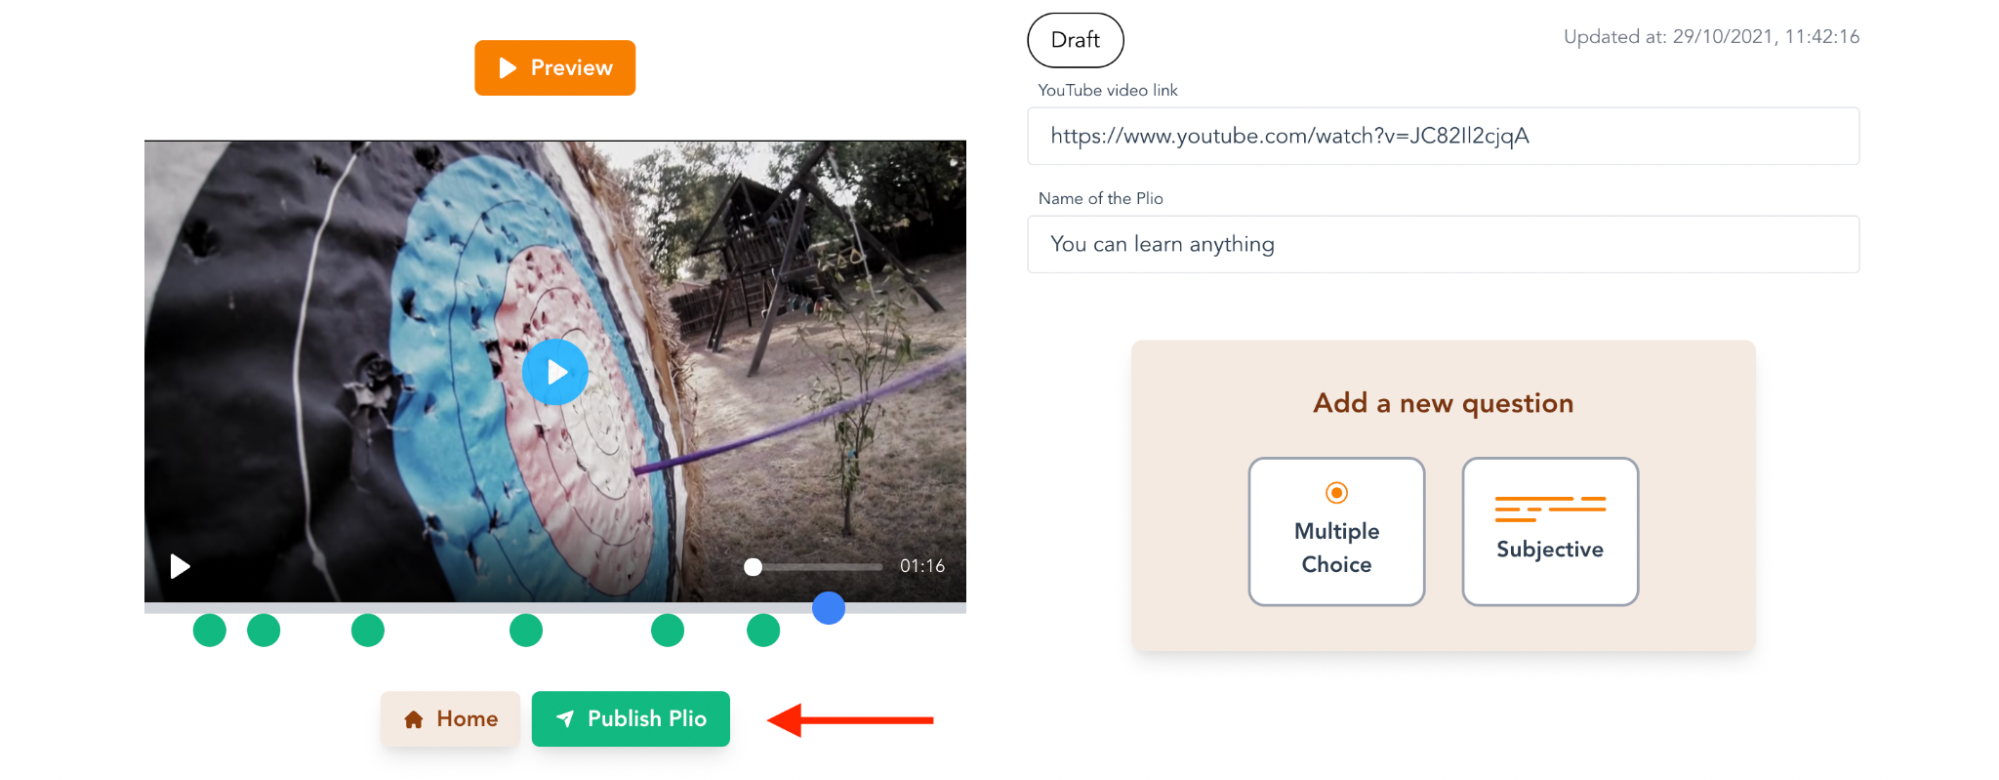 Preview
01:16
Home
Publish Plio
Draft
Updated at: 29/10/2021, 11:42:16
YouTube video link
https://www.youtube.com/watch?v=JC82Il2cjqA
Name of the Plio
You can learn anything
Add a new question
Multiple
Choice
Subjective